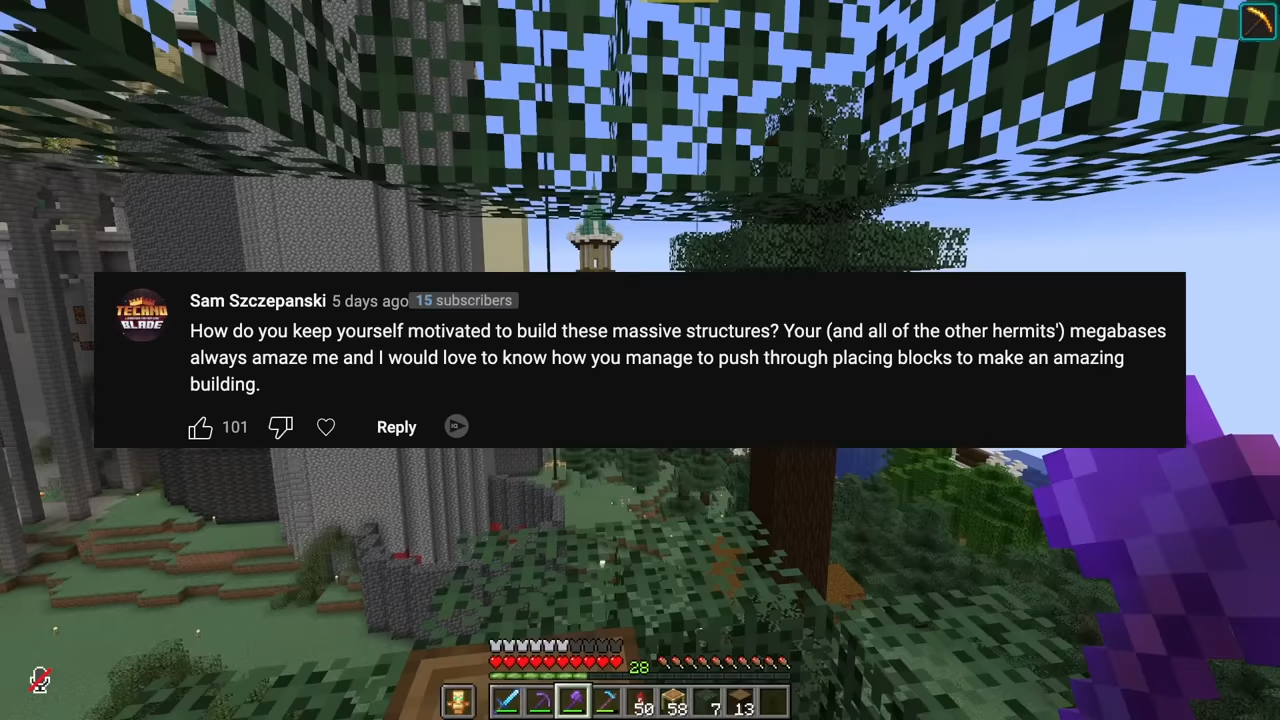 Sam Szczepanski 5 days ago 15 subscribers
TECHNO
BLADE
How do you keep yourself motivated to build these massive structures? Your (and all of the other hermits') megabases
always amaze me and I would love to know how you manage to push through placing blocks to make an amazing
building.
101 Reply
28
50 58 7 13